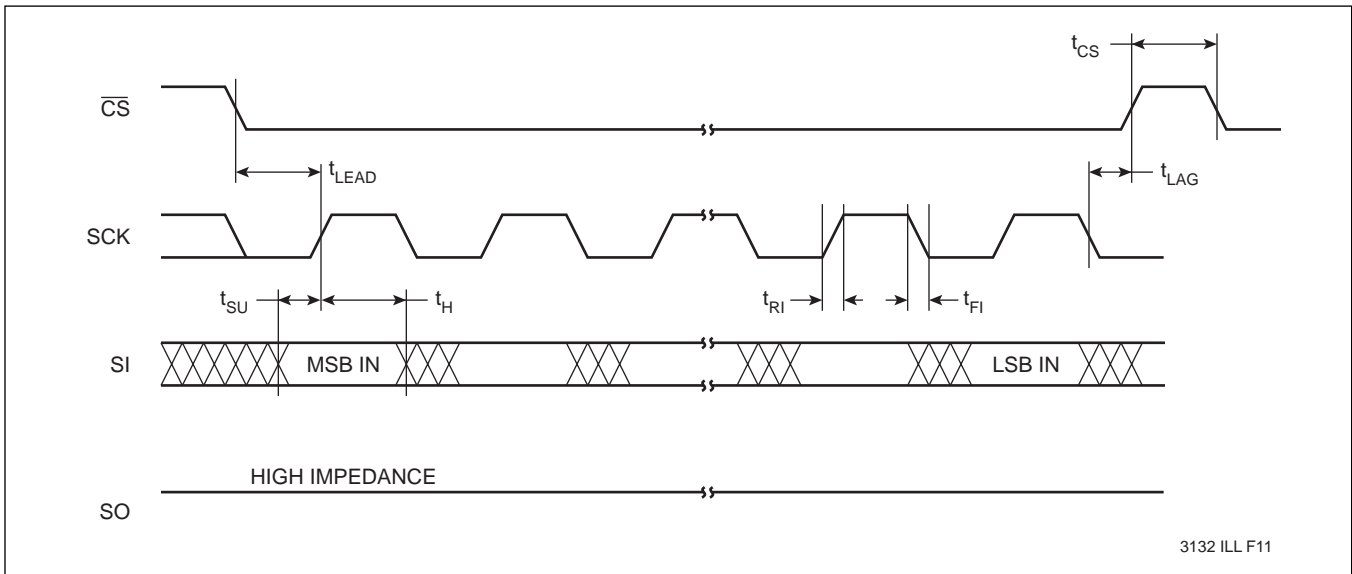 tCS
CS
tLEAD
tLAG
SCK
tSU
tH
tRI
tFI
SI
MSB IN
LSB IN
HIGH IMPEDANCE
SO
3132 ILL F11